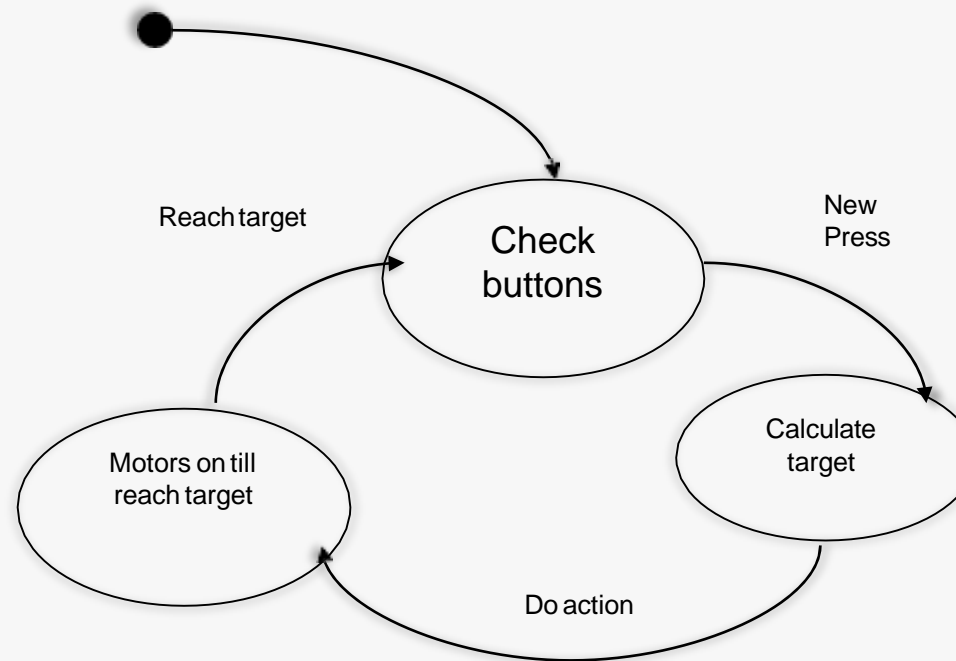 Reach target
Check
buttons
New
Press
Calculate
target
Motors on till
reach target
Do action